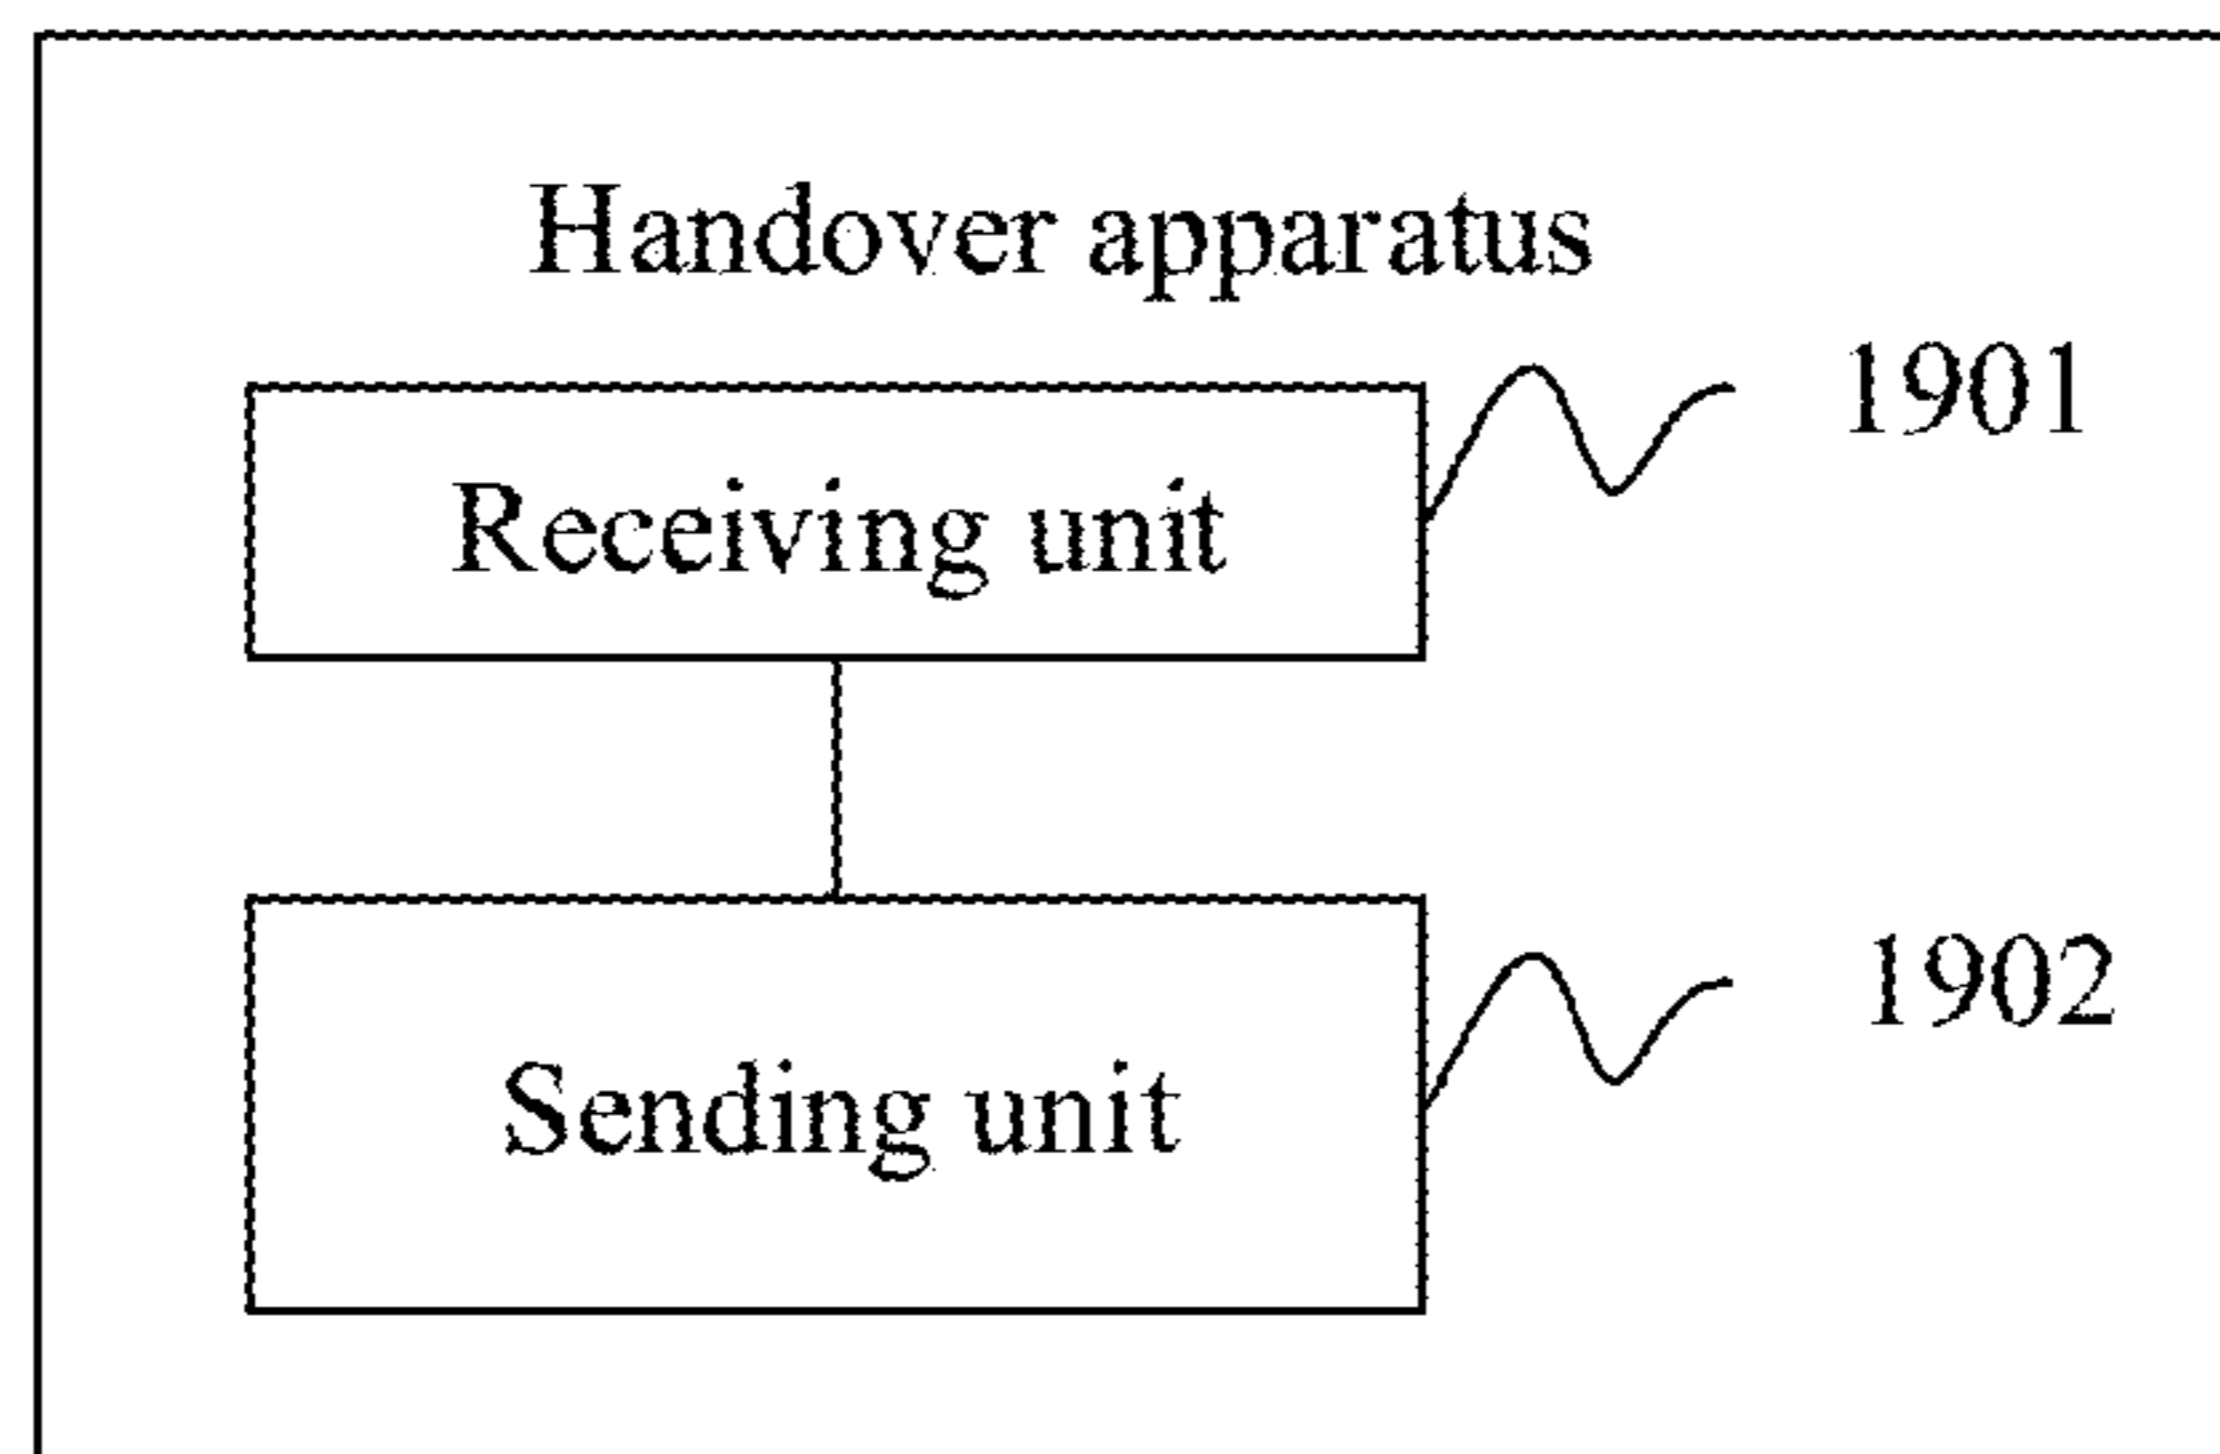 Handover apparatus
1901
Receiving unit
1902
Sending unit